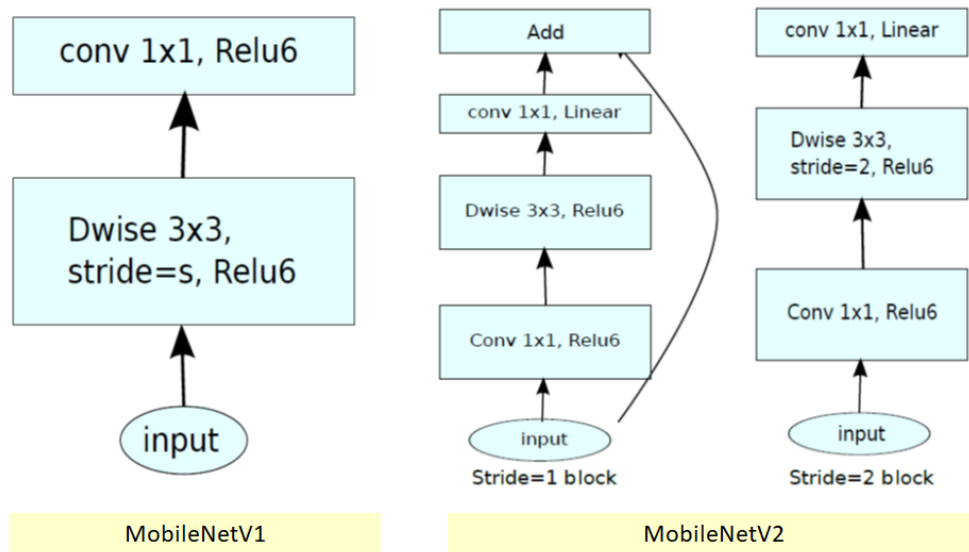 conv 1x1, Relu6
Dwise 3x3,
stride=s, Relu6
input
MobileNetV1
Add
conv 1x1, Linear
Dwise 3x3, Relu6
Conv 1x1, Relu6
input
Stride=1 block
conv 1x1, Linear
Dwise 3x3,
stride=2, Relu6
Conv 1x1, Relu6
input
Stride=2 block
MobileNetV2